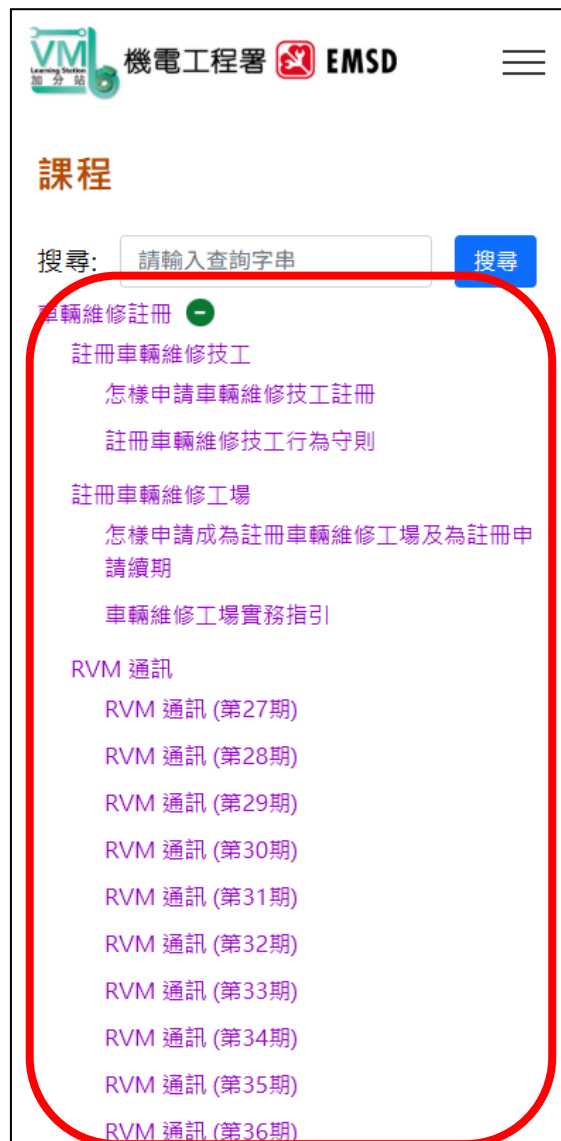 VM
Learning Station
加 分 站
機電工程署 EMSD
課程
搜尋: 請輸入查詢字串 搜尋
車輛維修註冊
註冊車輛維修技工
怎樣申請車輛維修技工註冊
註冊車輛維修技工行為守則
註冊車輛維修工場
怎樣申請成為註冊車輛維修工場及為註冊申
請續期
車輛維修工場實務指引
RVM 通訊
RVM 通訊 (第27期)
RVM 通訊 (第28期)
RVM 通訊 (第29期)
RVM 通訊 (第30期)
RVM 通訊 (第31期)
RVM 通訊 (第32期)
RVM 通訊 (第33期)
RVM 通訊 (第34期)
RVM 通訊 (第35期)
RVM 通訊 (第36期)